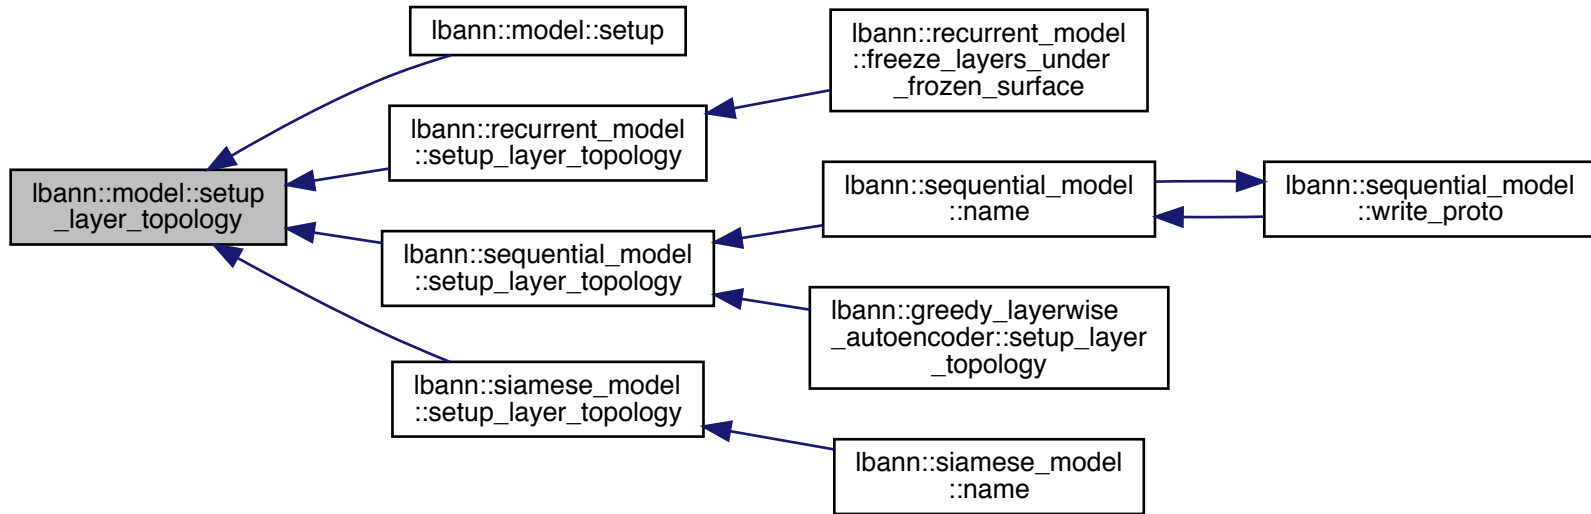 lbann::model::setup
_layer_topology
lbann::model::setup
lbann::recurrent_model
::setup_layer_topology
lbann::recurrent_model
::freeze_layers_under
_frozen_surface
lbann::sequential_model
::setup_layer_topology
lbann::sequential_model
::name
lbann::sequential_model
::write_proto
lbann::greedy_layerwise
_autoencoder::setup_layer
_topology
lbann::siamese_model
::setup_layer_topology
lbann::siamese_model
::name